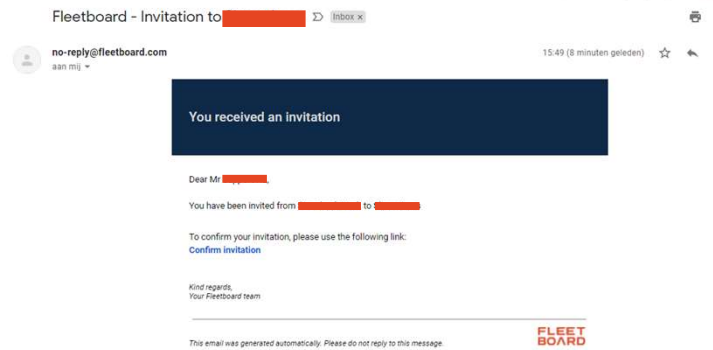 Fleetboard - Invitation to
Inbox x
no-reply@fleetboard.com
15:49 (8 minuten geleden)
aan mij
You received an invitation
Dear Mr
You have been invited from to
To confirm your invitation, please use the following link:
Confirm invitation
Kind regards,
Your Fleetboard team
This email was generated automatically. Please do not reply to this message.
FLEET
BOARD